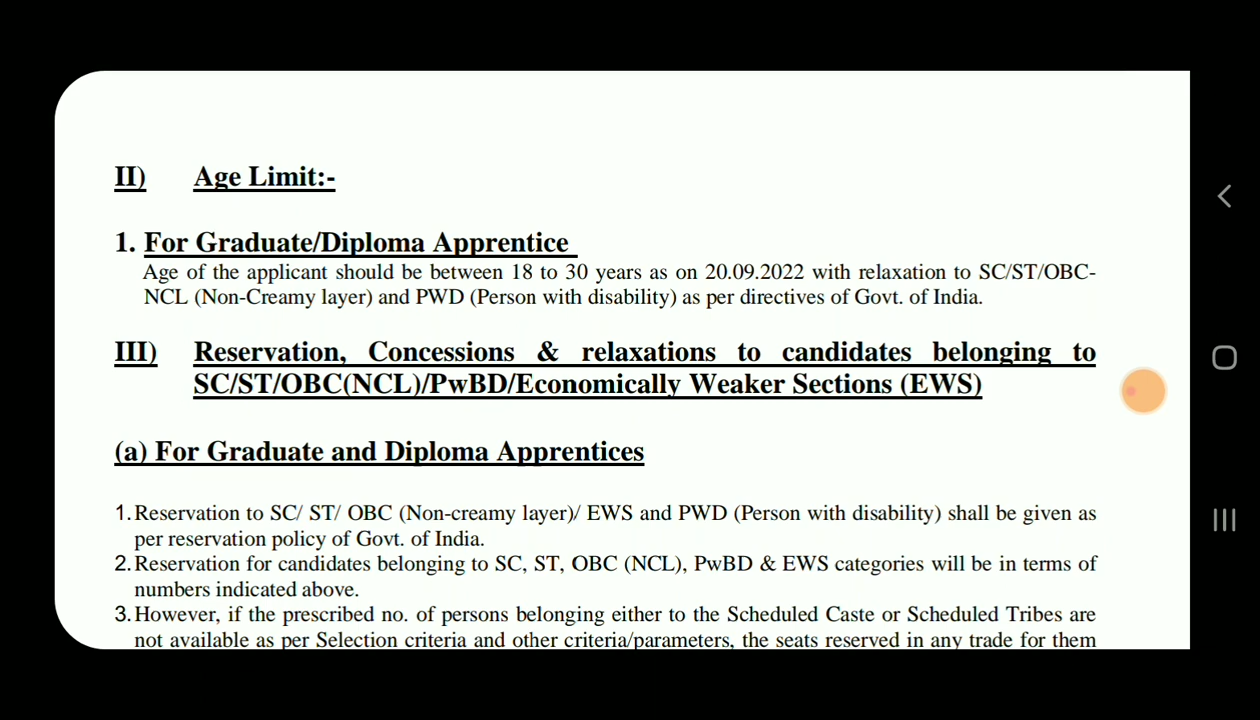 II) Age Limit:-
1. For Graduate/Diploma Apprentice
Age of the applicant should be between 18 to 30 years as on 20.09.2022 with relaxation to SC/ST/OBC-
NCL (Non-Creamy layer) and PWD (Person with disability) as per directives of Govt. of India.
III) Reservation, Concessions & relaxations to candidates belonging to
SC/ST/OBC(NCL)/PwBD/Economically Weaker Sections (EWS)
(a) For Graduate and Diploma Apprentices
1. Reservation to SC/ ST/ OBC (Non-creamy layer)/ EWS and PWD (Person with disability) shall be given as
per reservation policy of Govt. of India.
2. Reservation for candidates belonging to SC, ST, OBC (NCL), PwBD & EWS categories will be in terms of
numbers indicated above.
3. However, if the prescribed no. of persons belonging either to the Scheduled Caste or Scheduled Tribes are
not available as per Selection criteria and other criteria/parameters, the seats reserved in any trade for them